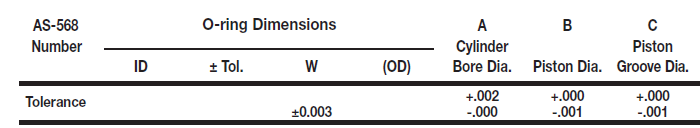 AS-568 O-ring Dimensions A B C
Number Cylinder Piston
ID ± Tol. W (OD) Bore Dia. Piston Dia. Groove Dia.
Tolerance +.002 +.000 +.000
±0.003 -.000 -.001 -.001